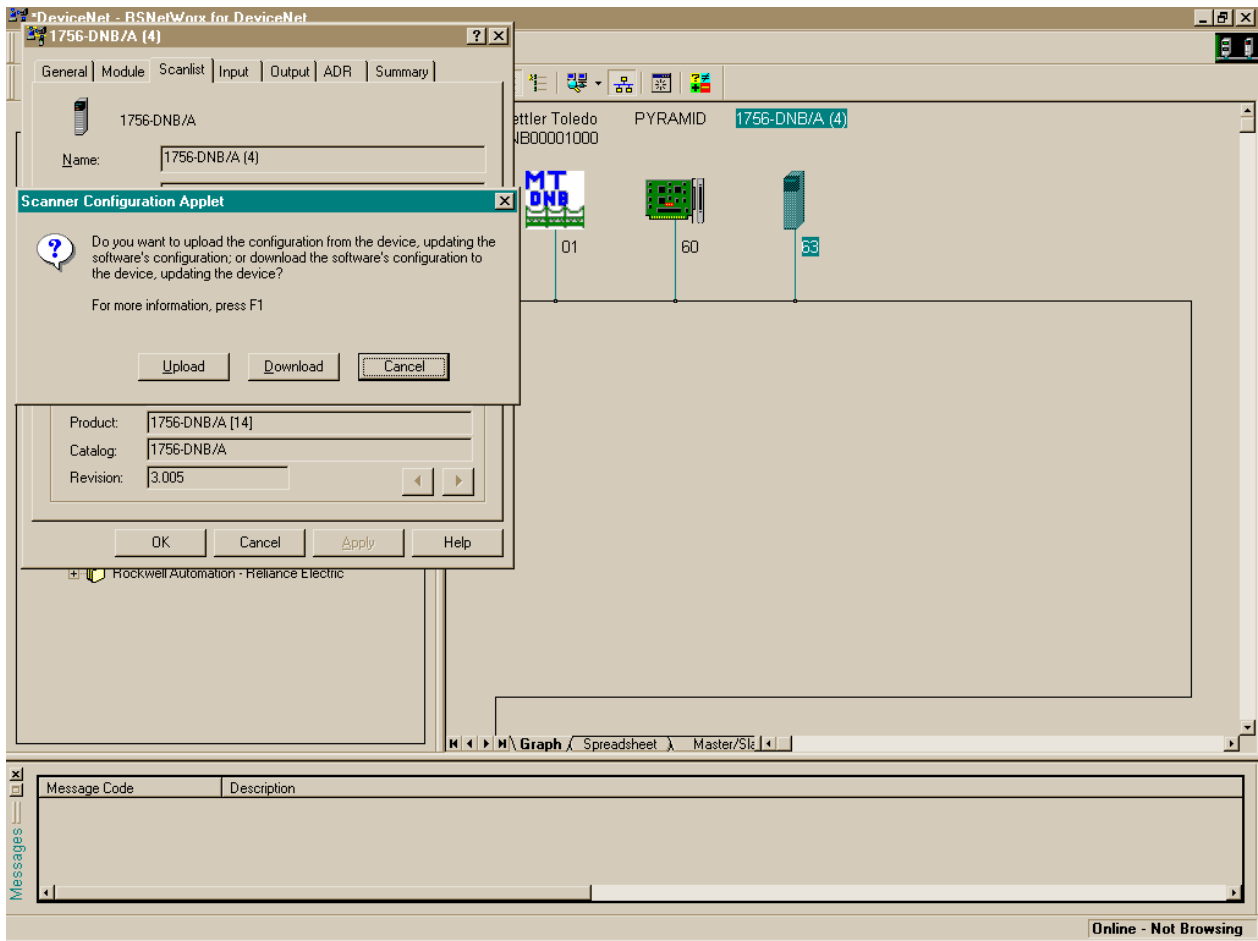 *DeviceNet - RSNetWorx for DeviceNet
1756-DNB/A (4)
General
Module
Scanlist
Input
Output
ADR
Summary
1756-DNB/A
Name:
1756-DNB/A (4)
Scanner Configuration Applet
Do you want to upload the configuration from the device, updating the
software's configuration; or download the software's configuration to
the device, updating the device?
For more information, press F1
Upload
Download
Cancel
Product:
1756-DNB/A [14]
Catalog:
1756-DNB/A
Revision:
3.005
OK
Cancel
Apply
Help
Rockwell Automation - Reliance Electric
ettler Toledo
NB00001000
PYRAMID
1756-DNB/A (4)
MT
DNB
01
60
63
Graph
Spreadsheet
Master/Sla
Message Code
Description
Messages
Online - Not Browsing